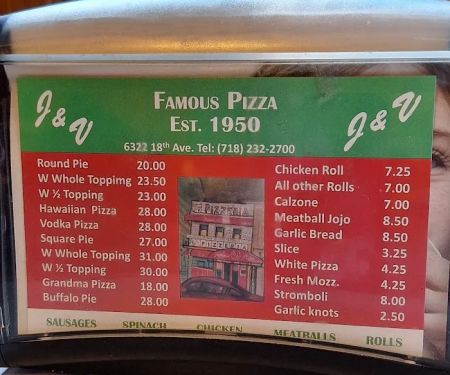 J & V
FAMOUS PIZZA
EST. 1950
J & V
6322 18th Ave. Tel: (718) 232-2700
Round Pie 20.00
W Whole Topping 23.50
W ½ Topping 23.00
Hawaiian Pizza 28.00
Vodka Pizza 28.00
Square Pie 27.00
W Whole Topping 31.00
W ½ Topping 30.00
Grandma Pizza 18.00
Buffalo Pie 28.00
PIZZERIA
Chicken Roll 7.25
All other Rolls 7.00
Calzone 7.00
Meatball Jojo 8.50
Garlic Bread 8.50
Slice 3.25
White Pizza 4.25
Fresh Mozz. 4.25
Stromboli 8.00
Garlic knots 2.50
SAUSAGES SPINACH CHICKEN MEATBALLS ROLLS